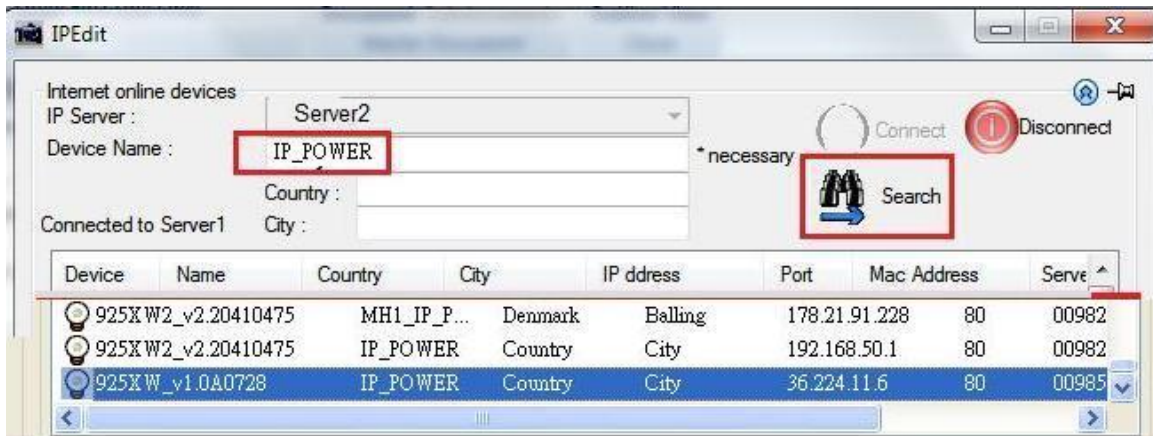 IPEdit
Internet online devices
IP Server : Server2
Connect Disconnect
Device Name : IP_POWER * necessary
Country : Search
Connected to Server1 City :
Device Name Country City IP ddress Port Mac Address Serve
925XW2_v2.20410475 MH1_IP_P... Denmark Balling 178.21.91.228 80 00982
925XW2_v2.20410475 IP_POWER Country City 192.168.50.1 80 00982
925XW_v1.0A0728 IP_POWER Country City 36.224.11.6 80 00985